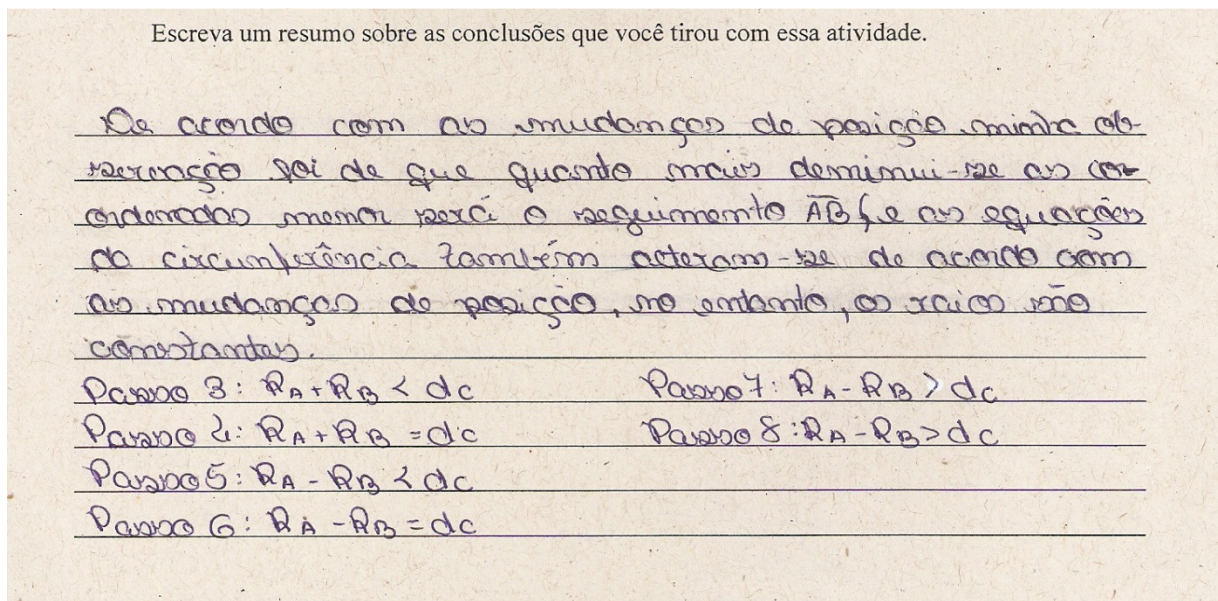 Escreva um resumo sobre as conclusões que você tirou com essa atividade.
De acordo com as mudanças de posição minha ob-
servação foi de que quanto mais deminui-se as co-
ordenadas menor será o seguimento AB, e as equações
da circunferência também alteram-se de acordo com
as mudanças de posição, no entanto, os raios são
constantes.
Passo 3: RA + RB < dc Passo 7: RA - RB > dc
Passo 4: RA + RB = dc Passo 8: RA - RB > dc
Passo 5: RA - RB < dc
Passo 6: RA - RB = dc